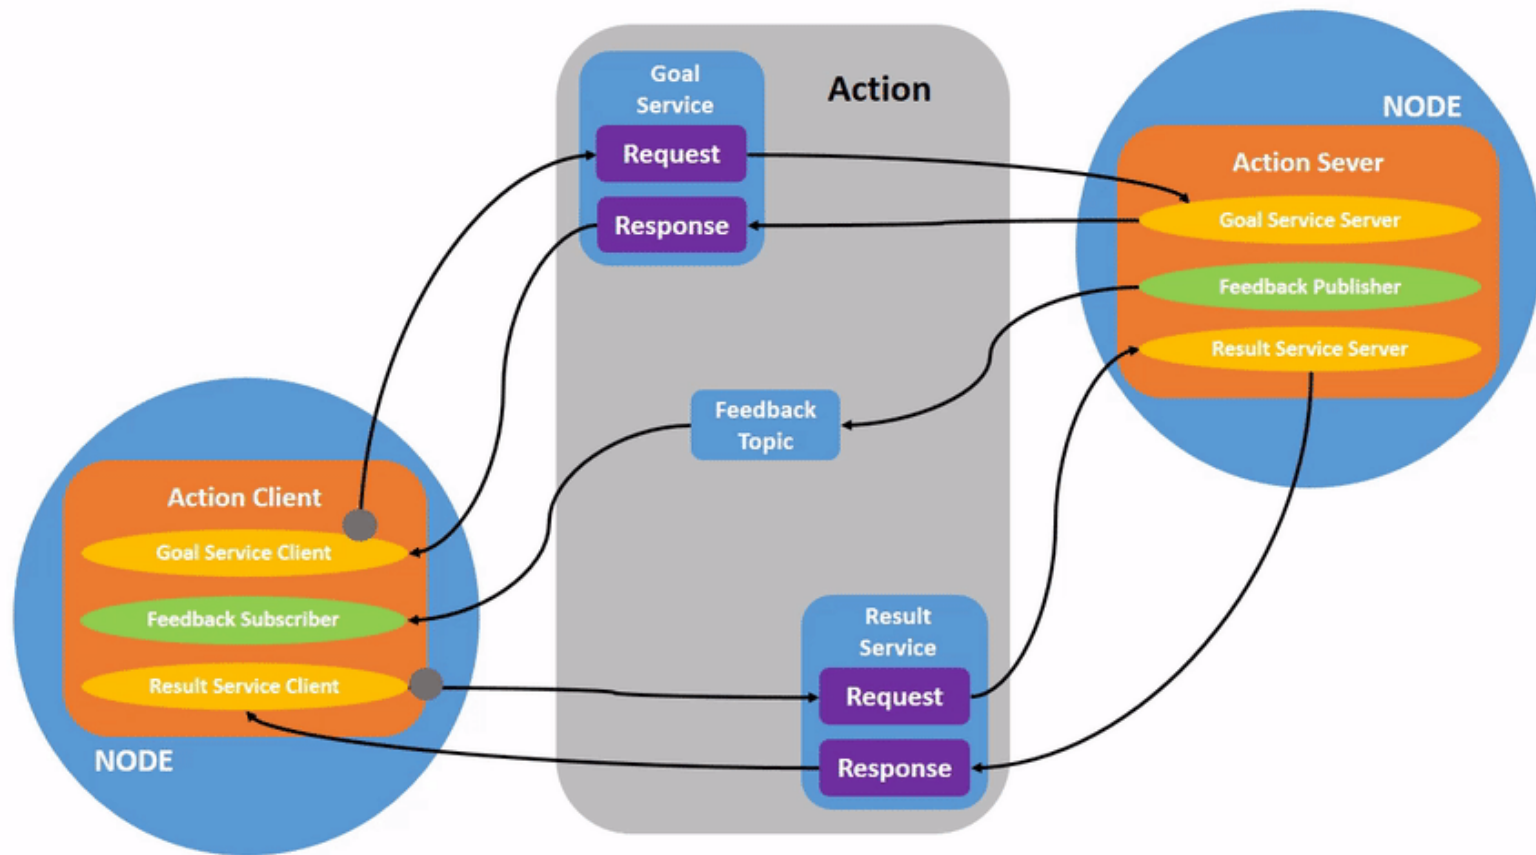 Goal
Service
Request
Response
Action
NODE
Action Sever
Goal Service Server
Feedback Publisher
Result Service Server
Feedback
Topic
Action Client
Goal Service Client
Feedback Subscriber
Result Service Client
NODE
Result
Service
Request
Response